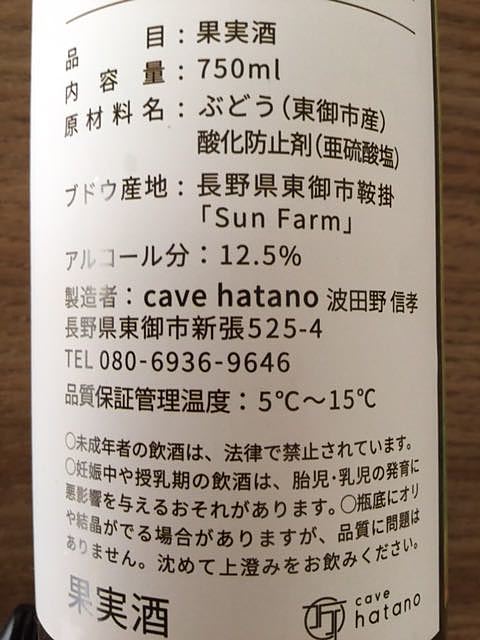 品　　目：果実酒
内 容 量：750ml
原材料名：ぶどう（東御市産）
酸化防止剤（亜硫酸塩）
ブドウ産地：長野県東御市鞍掛
「Sun Farm」
アルコール分：12.5%
製造者：cave hatano 波田野 信孝
長野県東御市新張525-4
TEL 080-6936-9646
品質保証管理温度：5℃〜15℃
○未成年者の飲酒は、法律で禁止されています。
○妊娠中や授乳期の飲酒は、胎児・乳児の発育に
悪影響を与えるおそれがあります。○瓶底にオリ
や結晶がでる場合がありますが、品質に問題は
ありません。沈めて上澄みをお飲みください。
果実酒
cave
hatano